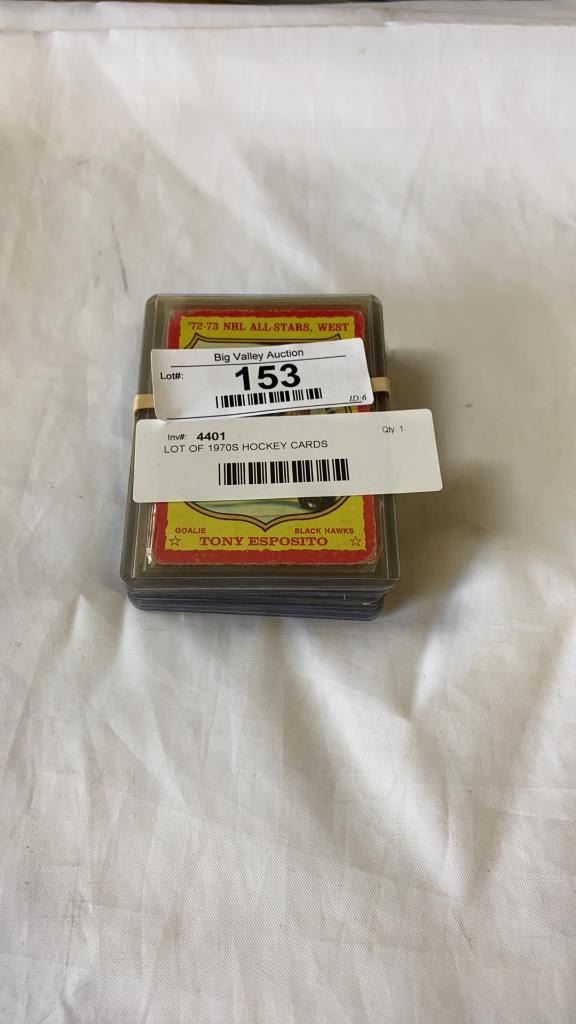 '72-73 NHL ALL-STARS, WEST
Big Valley Auction
Lot#: 153
ID:6
Inv#: 4401 Qty: 1
LOT OF 1970S HOCKEY CARDS
GOALIE BLACK HAWKS
☆ TONY ESPOSITO ☆